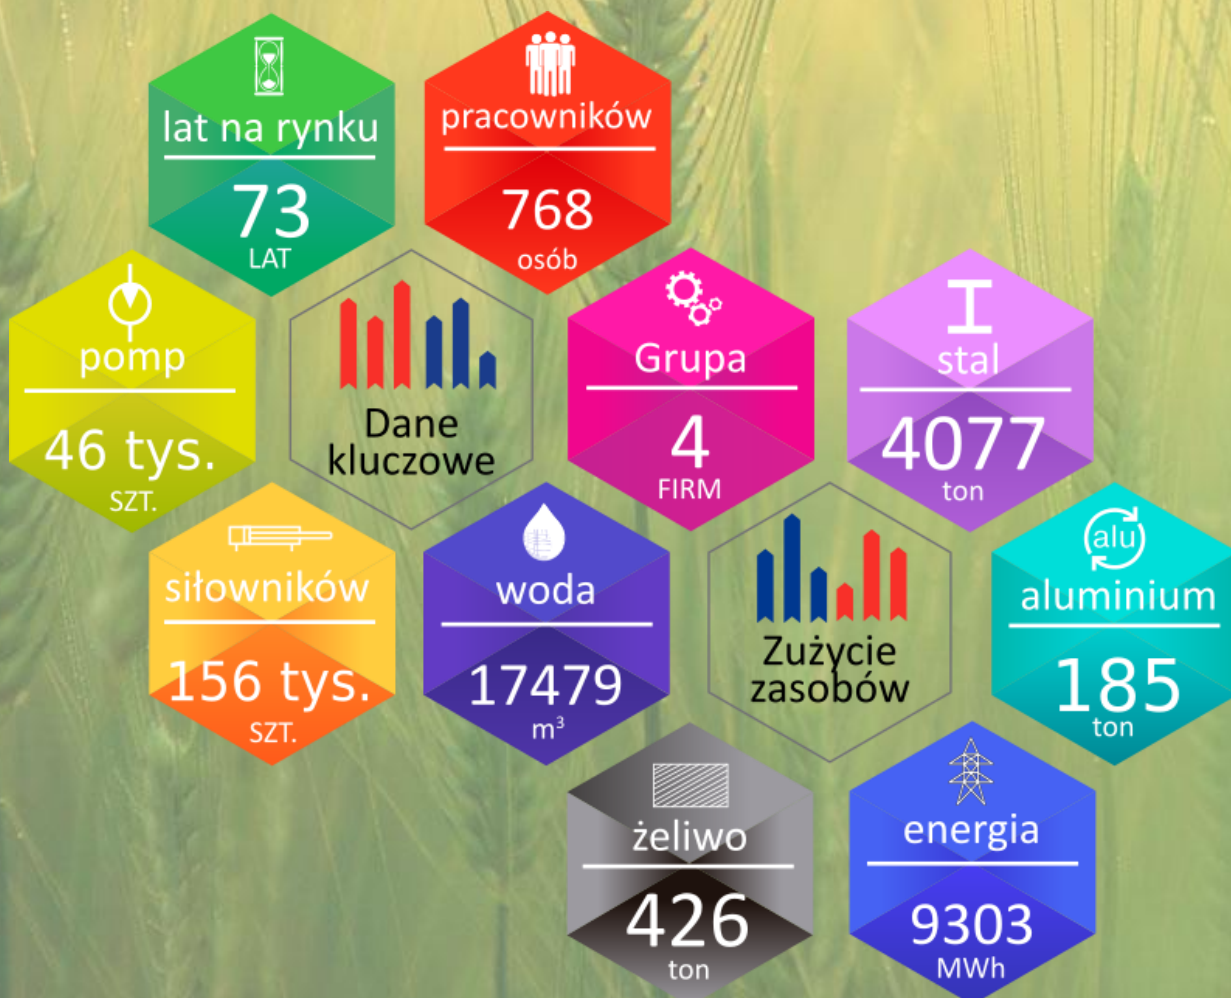 lat na rynku
73
LAT
pracowników
768
osób
pomp
46 tys.
SZT.
Dane
kluczowe
Grupa
4
FIRM
stal
4077
ton
siłowników
156 tys.
SZT.
woda
17479
m³
Zużycie
zasobów
alu
aluminium
185
ton
żeliwo
426
ton
energia
9303
MWh